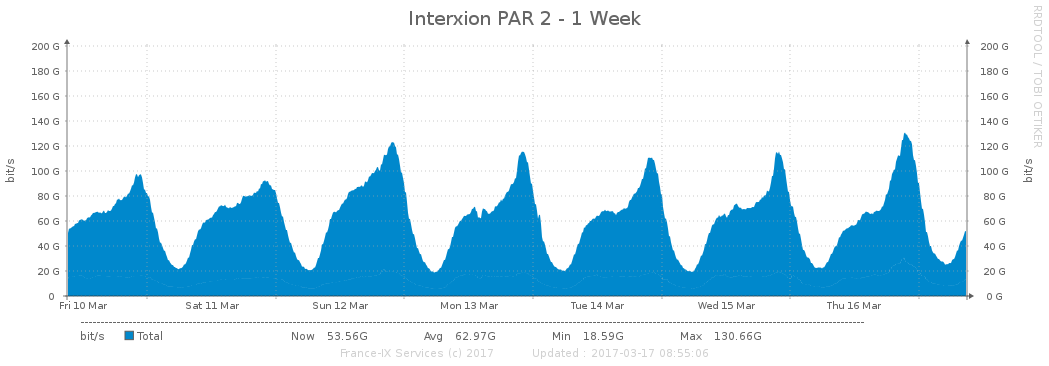 Interxion PAR 2 - 1 Week
RRDTOOL / TOBI OETIKER
200 G 200 G
180 G 180 G
160 G 160 G
140 G 140 G
120 G 120 G
100 G 100 G
80 G 80 G
60 G 60 G
40 G 40 G
20 G 20 G
0 0 G
bit/s
bit/s
Fri 10 Mar Sat 11 Mar Sun 12 Mar Mon 13 Mar Tue 14 Mar Wed 15 Mar Thu 16 Mar
bit/s Total Now 53.56G Avg 62.97G Min 18.59G Max 130.66G
France-IX Services (c) 2017 Updated : 2017-03-17 08:55:06